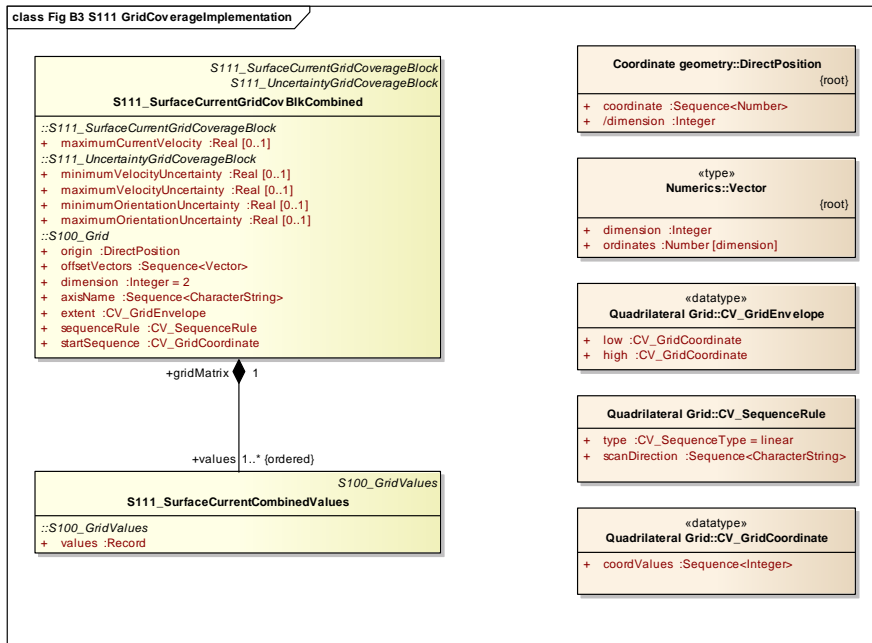 class Fig B3 S111 GridCoverageImplementation
S111_SurfaceCurrentGridCoverageBlock
S111_UncertaintyGridCoverageBlock
S111_SurfaceCurrentGridCovBlkCombined
::S111_SurfaceCurrentGridCoverageBlock
+ maximumCurrentVelocity :Real [0..1]
::S111_UncertaintyGridCoverageBlock
+ minimumVelocityUncertainty :Real [0..1]
+ maximumVelocityUncertainty :Real [0..1]
+ minimumOrientationUncertainty :Real [0..1]
+ maximumOrientationUncertainty :Real [0..1]
::S100_Grid
+ origin :DirectPosition
+ offsetVectors :Sequence<Vector>
+ dimension :Integer = 2
+ axisName :Sequence<CharacterString>
+ extent :CV_GridEnvelope
+ sequenceRule :CV_SequenceRule
+ startSequence :CV_GridCoordinate
+gridMatrix 1
+values 1..* {ordered}
S100_GridValues
S111_SurfaceCurrentCombinedValues
::S100_GridValues
+ values :Record
Coordinate geometry::DirectPosition
{root}
+ coordinate :Sequence<Number>
+ /dimension :Integer
«type»
Numerics::Vector
{root}
+ dimension :Integer
+ ordinates :Number [dimension]
«datatype»
Quadrilateral Grid::CV_GridEnvelope
+ low :CV_GridCoordinate
+ high :CV_GridCoordinate
Quadrilateral Grid::CV_SequenceRule
+ type :CV_SequenceType = linear
+ scanDirection :Sequence<CharacterString>
«datatype»
Quadrilateral Grid::CV_GridCoordinate
+ coordValues :Sequence<Integer>